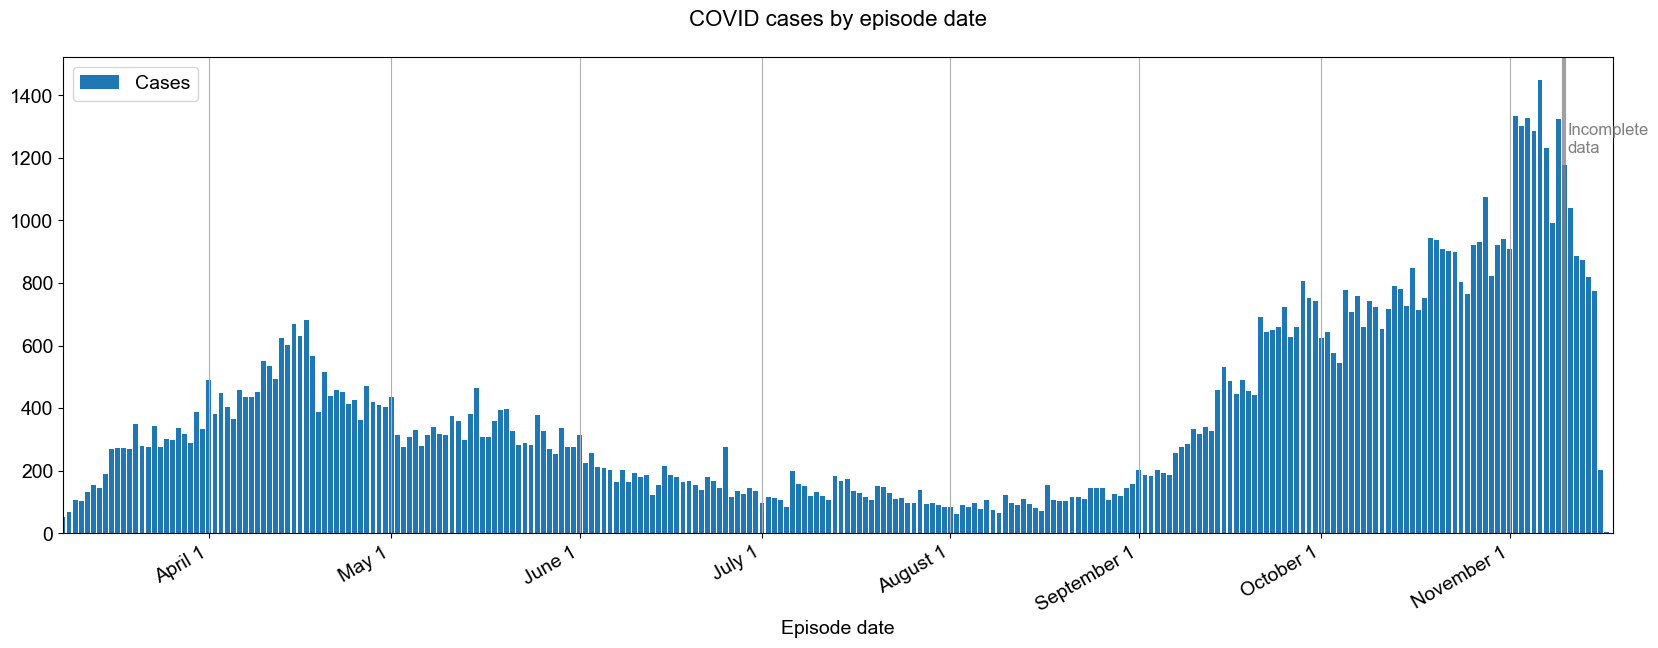 COVID cases by episode date
Cases
1400
1200
1000
800
600
400
200
0
Incomplete
data
April 1
May 1
June 1
July 1
August 1
September 1
October 1
November 1
Episode date